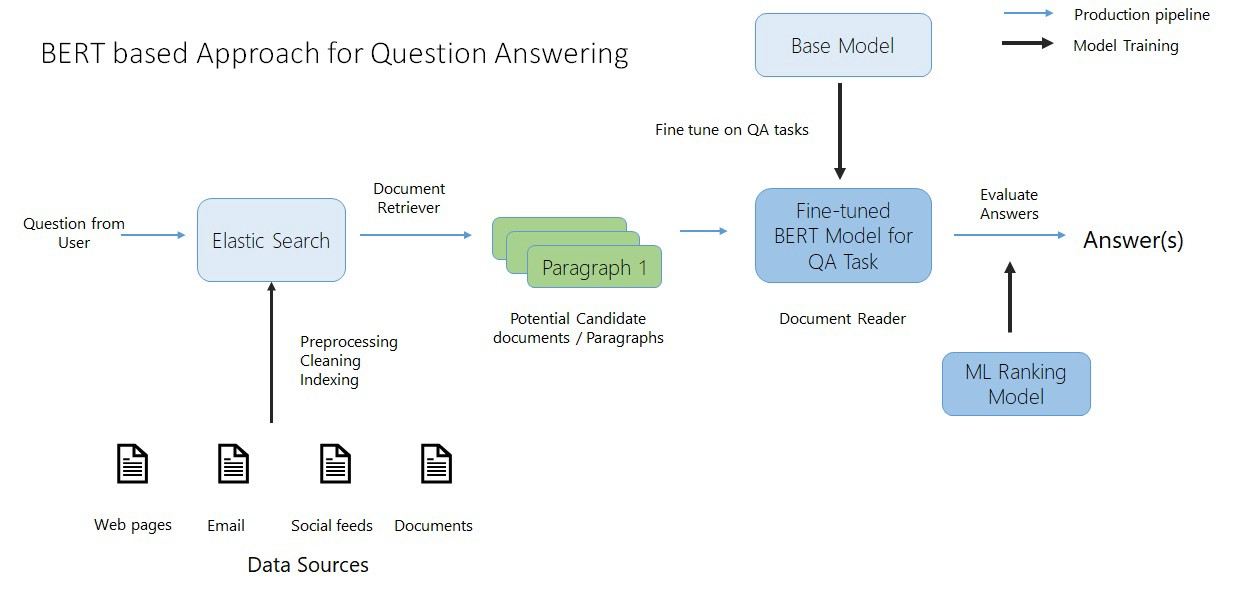 BERT based Approach for Question Answering
Production pipeline
Model Training
Base Model
Fine tune on QA tasks
Question from
User
Elastic Search
Document
Retriever
Paragraph 1
Potential Candidate
documents / Paragraphs
Fine-tuned
BERT Model for
QA Task
Document Reader
Evaluate
Answers
Answer(s)
ML Ranking
Model
Preprocessing
Cleaning
Indexing
Web pages
Email
Social feeds
Documents
Data Sources